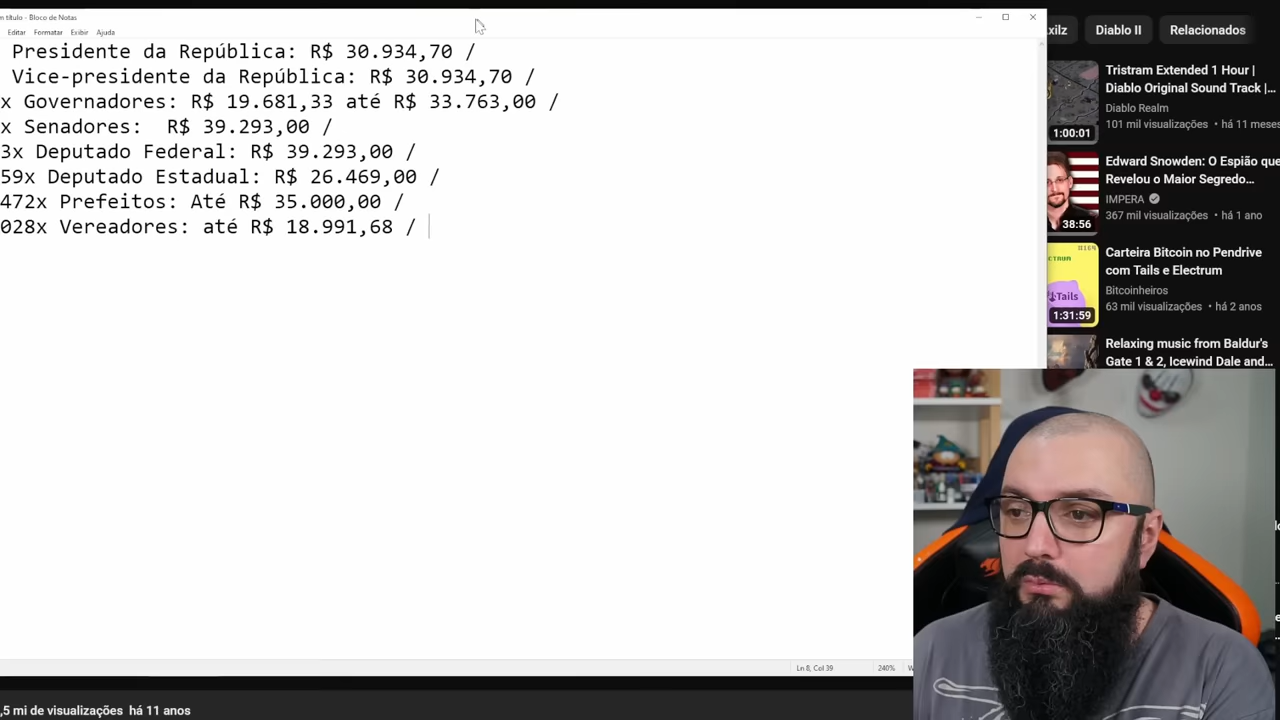 título - Bloco de Notas
Editar Formatar Exibir Ajuda
Presidente da República: R$ 30.934,70 /
Vice-presidente da República: R$ 30.934,70 /
x Governadores: R$ 19.681,33 até R$ 33.763,00 /
x Senadores: R$ 39.293,00 /
3x Deputado Federal: R$ 39.293,00 /
59x Deputado Estadual: R$ 26.469,00 /
472x Prefeitos: Até R$ 35.000,00 /
028x Vereadores: até R$ 18.991,68 /
Ln 8, Col 39
240%
,5 mi de visualizações há 11 anos
xilz
Diablo II
Relacionados
Tristram Extended 1 Hour |
Diablo Original Sound Track |...
Diablo Realm
101 mil visualizações • há 11 meses
1:00:01
Edward Snowden: O Espião que
Revelou o Maior Segredo...
IMPERA
367 mil visualizações • há 1 ano
38:56
Carteira Bitcoin no Pendrive
com Tails e Electrum
Bitcoinheiros
63 mil visualizações • há 2 anos
Tails
1:31:59
Relaxing music from Baldur's
Gate 1 & 2, Icewind Dale and...